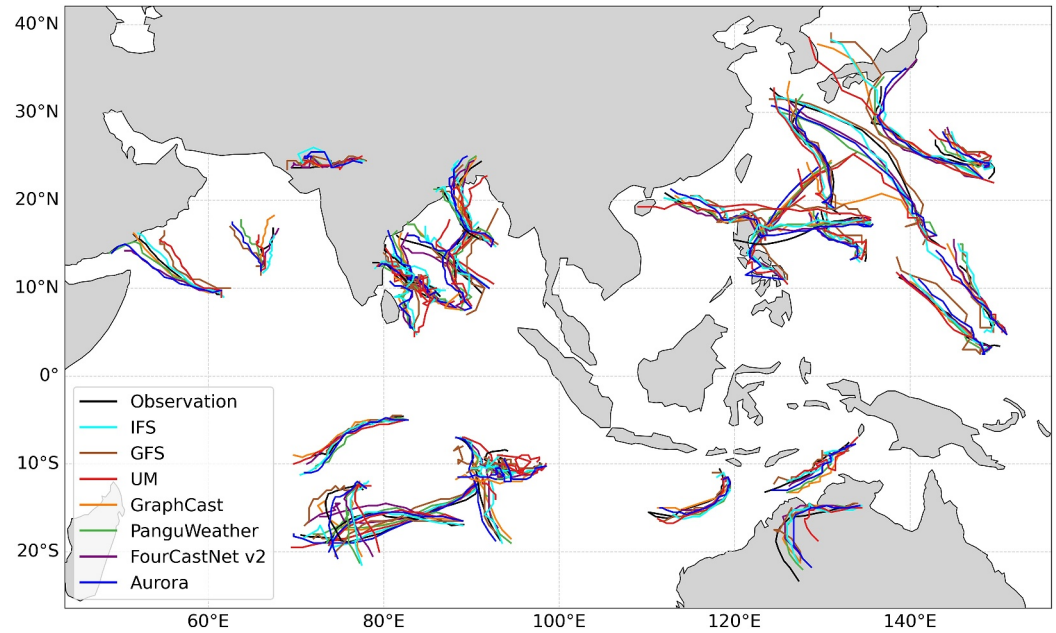 40°N
30°N
20°N
10°N
0°
10°S
20°S
Observation
IFS
GFS
UM
GraphCast
PanguWeather
FourCastNet v2
Aurora
60°E
80°E
100°E
120°E
140°E